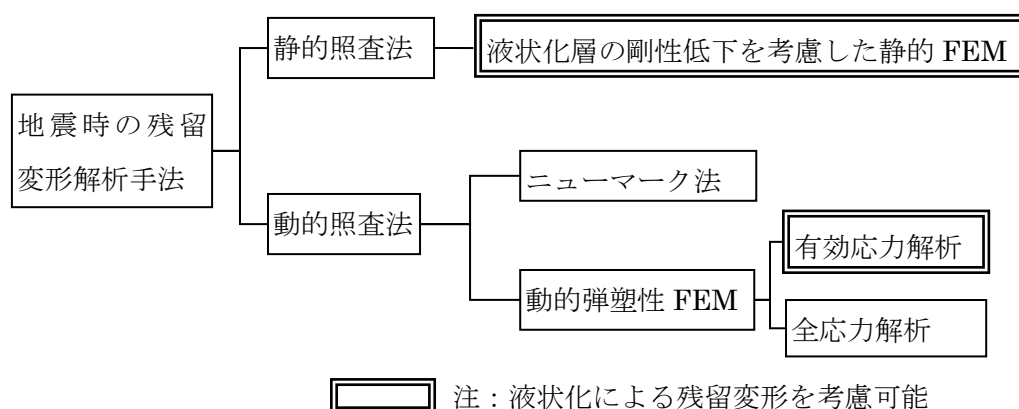 静的照査法
液状化層の剛性低下を考慮した静的 FEM
地震時の残留
変形解析手法
動的照査法
ニューマーク法
動的弾塑性 FEM
有効応力解析
全応力解析
注：液状化による残留変形を考慮可能